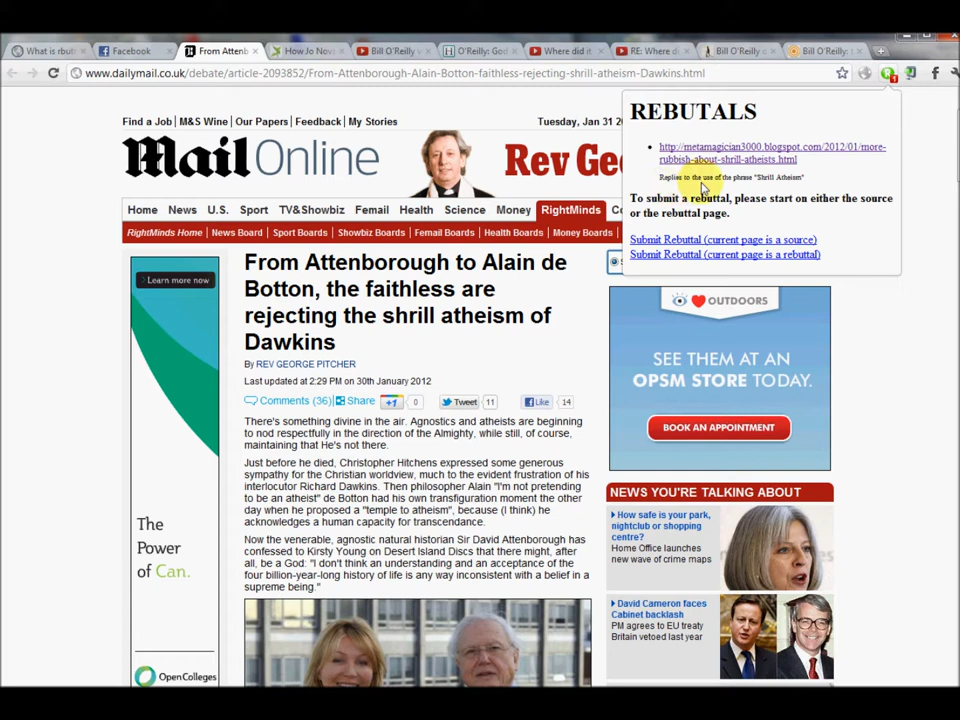 What is rbutt
Facebook
From Attenb
How Jo Nova
Bill O'Reilly v
O'Reilly: God
Where did it
RE: Where di
Bill O'Reilly o
Bill O'Reilly:
www.dailymail.co.uk/debate/article-2093852/From-Attenborough-Alain-Botton-faithless-rejecting-shrill-atheism-Dawkins.html
1
REBUTALS
http://metamagician3000.blogspot.com/2012/01/more-
rubbish-about-shrill-atheists.html
Replies to the use of the phrase "Shrill Atheism"
To submit a rebuttal, please start on either the source
or the rebuttal page.
Submit Rebuttal (current page is a source)
Submit Rebuttal (current page is a rebuttal)
Find a Job M&S Wine Our Papers Feedback My Stories
Tuesday, Jan 31 20
Mail Online
Rev Ge
Home News U.S. Sport TV&Showbiz Femail Health Science Money RightMinds
RightMinds Home News Board Sport Boards Showbiz Boards Femail Boards Health Boards Money Boards
Learn more now
The
Power
of Can.
OpenColleges
From Attenborough to Alain de
Botton, the faithless are
rejecting the shrill atheism of
Dawkins
By REV GEORGE PITCHER
Last updated at 2:29 PM on 30th January 2012
Comments (36) Share +1 0 Tweet 11 Like 14
There's something divine in the air. Agnostics and atheists are beginning
to nod respectfully in the direction of the Almighty, while still, of course,
maintaining that He's not there.
Just before he died, Christopher Hitchens expressed some generous
sympathy for the Christian worldview, much to the evident frustration of his
interlocutor Richard Dawkins. Then philosopher Alain "I'm not pretending
to be an atheist" de Botton had his own transfiguration moment the other
day when he proposed a "temple to atheism", because (I think) he
acknowledges a human capacity for transcendance.
Now the venerable, agnostic natural historian Sir David Attenborough has
confessed to Kirsty Young on Desert Island Discs that there might, after
all, be a God: "I don't think an understanding and an acceptance of the
four billion-year-long history of life is any way inconsistent with a belief in a
supreme being."
OUTDOORS
SEE THEM AT AN
OPSM STORE TODAY.
BOOK AN APPOINTMENT
NEWS YOU'RE TALKING ABOUT
How safe is your park,
nightclub or shopping
centre?
Home Office launches
new wave of crime maps
David Cameron faces
Cabinet backlash
PM agrees to EU treaty
Britain vetoed last year